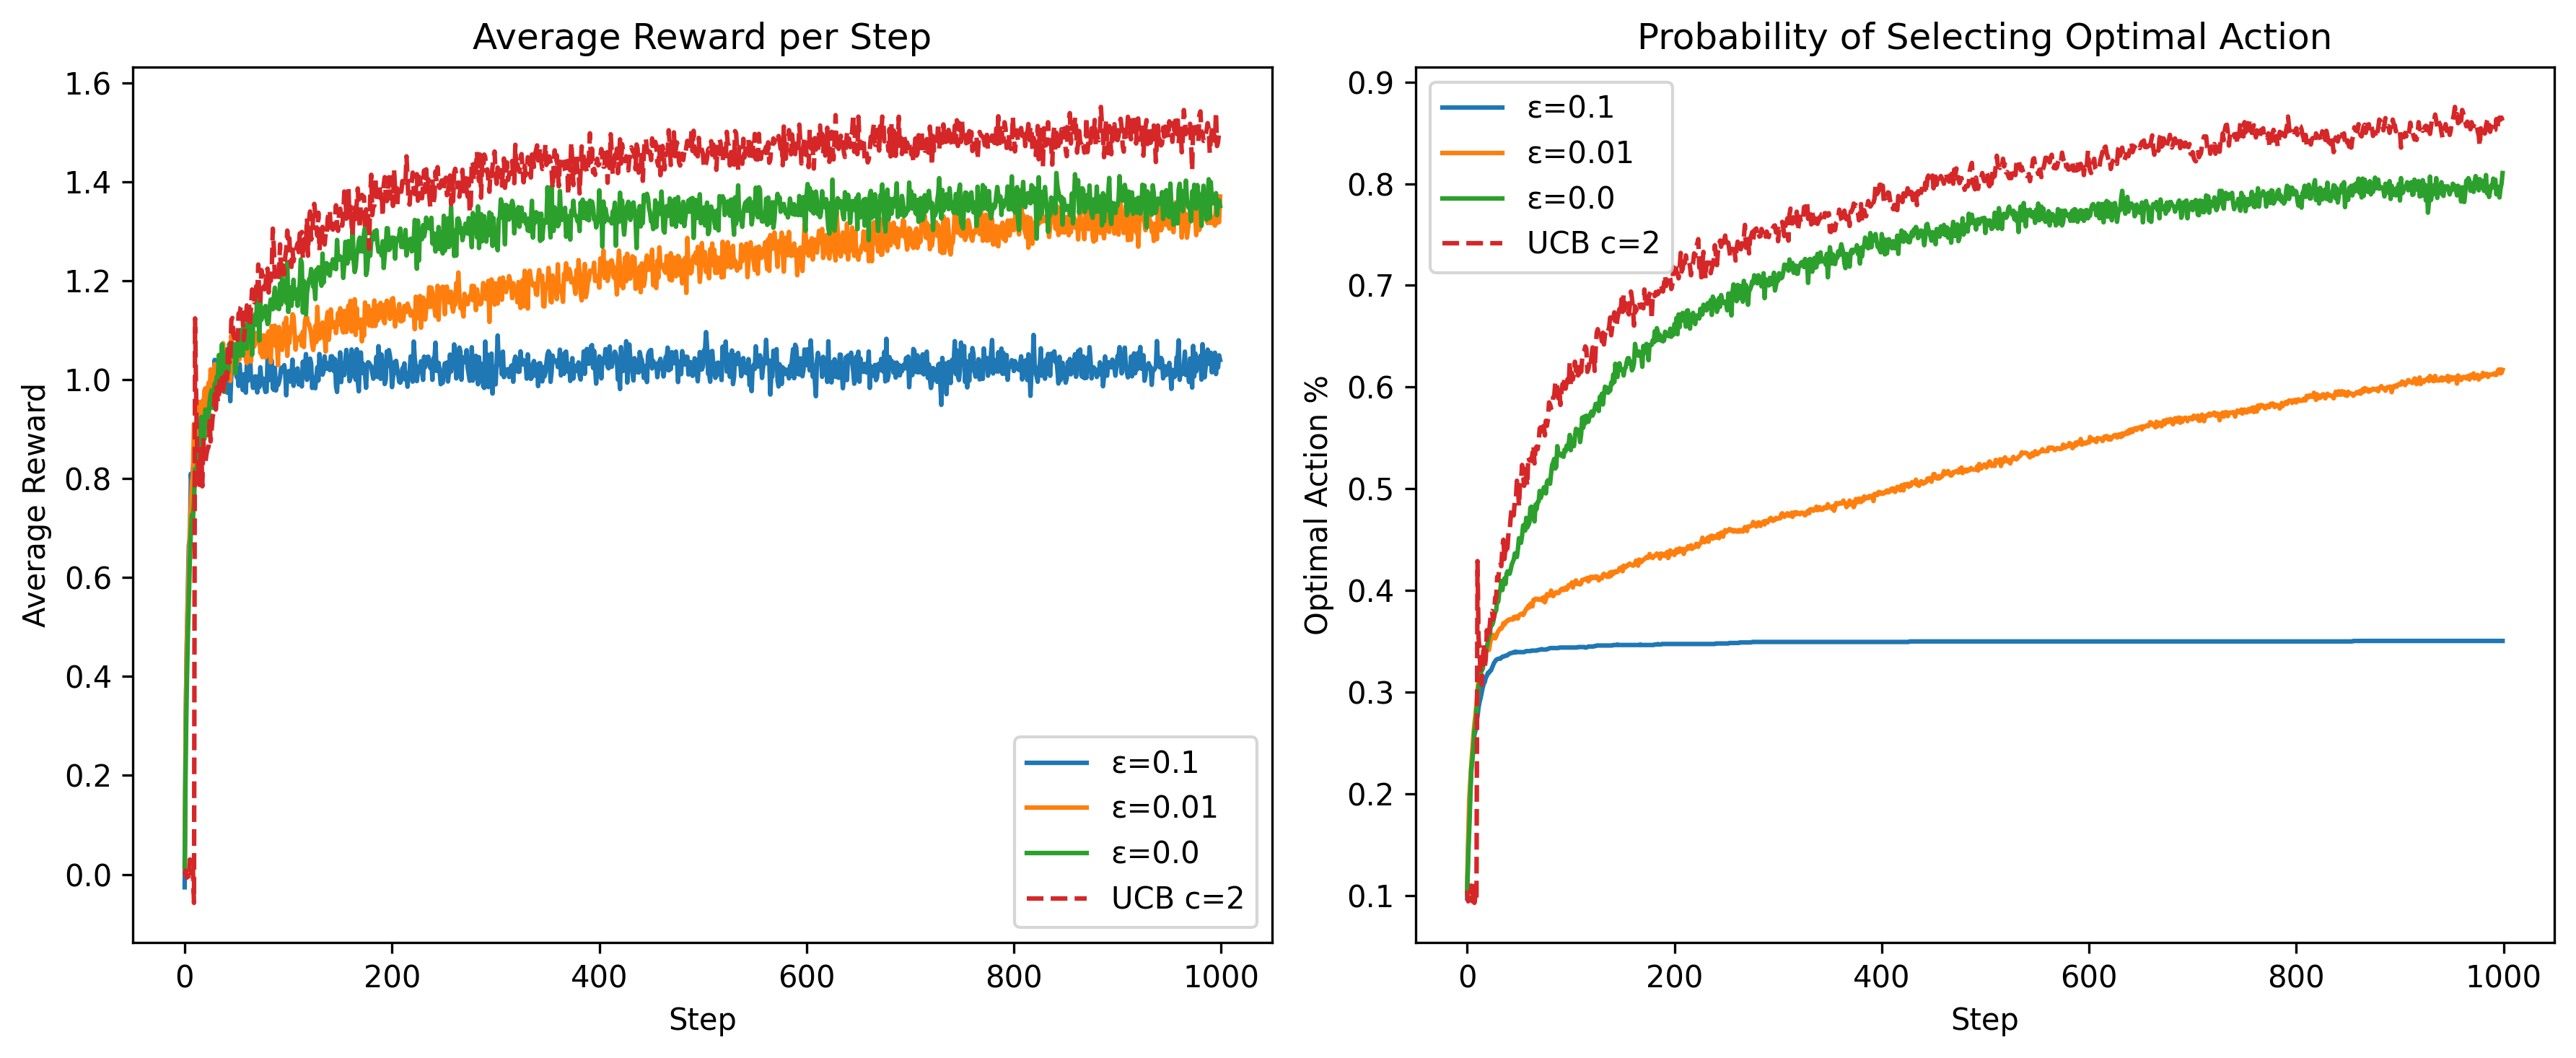 Average Reward per Step
1.6
1.4
1.2
1.0
0.8
0.6
0.4
0.2
0.0
Average Reward
0 200 400 600 800 1000
Step
ε=0.1
ε=0.01
ε=0.0
UCB c=2
Probability of Selecting Optimal Action
0.9
0.8
0.7
0.6
0.5
0.4
0.3
0.2
0.1
Optimal Action %
0 200 400 600 800 1000
Step
ε=0.1
ε=0.01
ε=0.0
UCB c=2